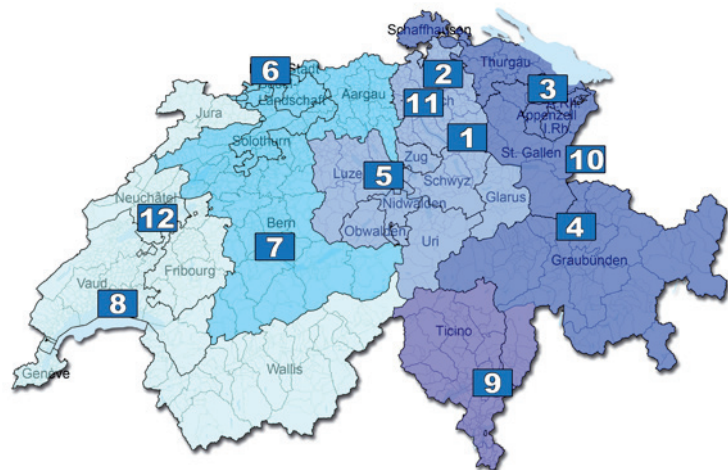 Schaffhausen
6
2
Thurgau
3
Landschaft
Aargau
11
Jura
Appenzell
I.Rh.
Solothurn
1
St. Gallen
Zug
10
5
Schwyz
Neuchâtel
Nidwalden
Glarus
12
Bern
Obwalden
Uri
4
7
Graubünden
Fribourg
Vaud
8
Ticino
Wallis
Genève
9